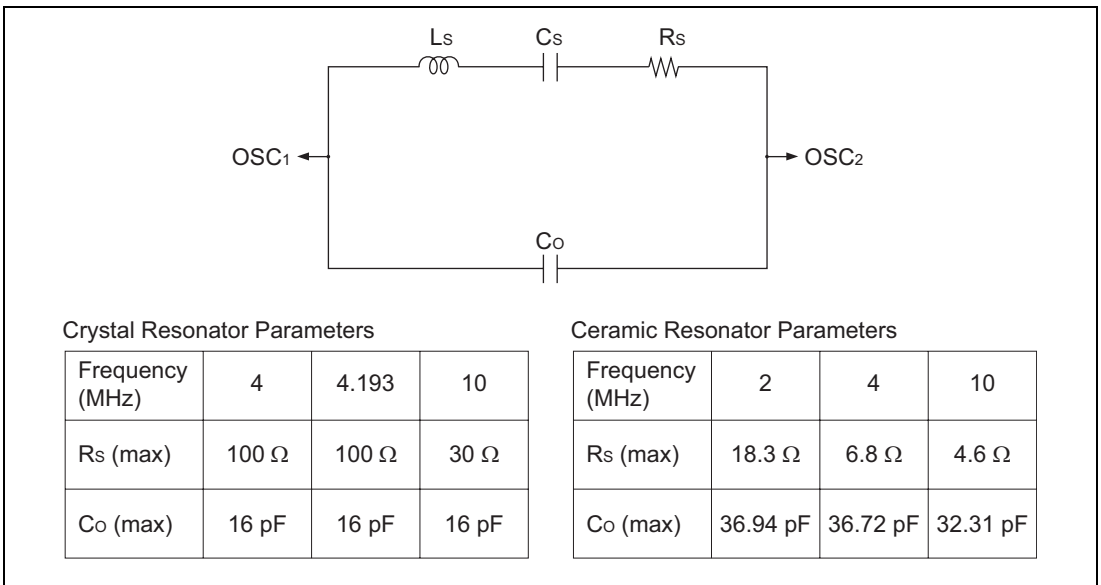 Ls Cs Rs
OSC1 OSC2
Co
Crystal Resonator Parameters
Frequency (MHz) 4 4.193 10
Rs (max) 100 Ω 100 Ω 30 Ω
Co (max) 16 pF 16 pF 16 pF
Ceramic Resonator Parameters
Frequency (MHz) 2 4 10
Rs (max) 18.3 Ω 6.8 Ω 4.6 Ω
Co (max) 36.94 pF 36.72 pF 32.31 pF